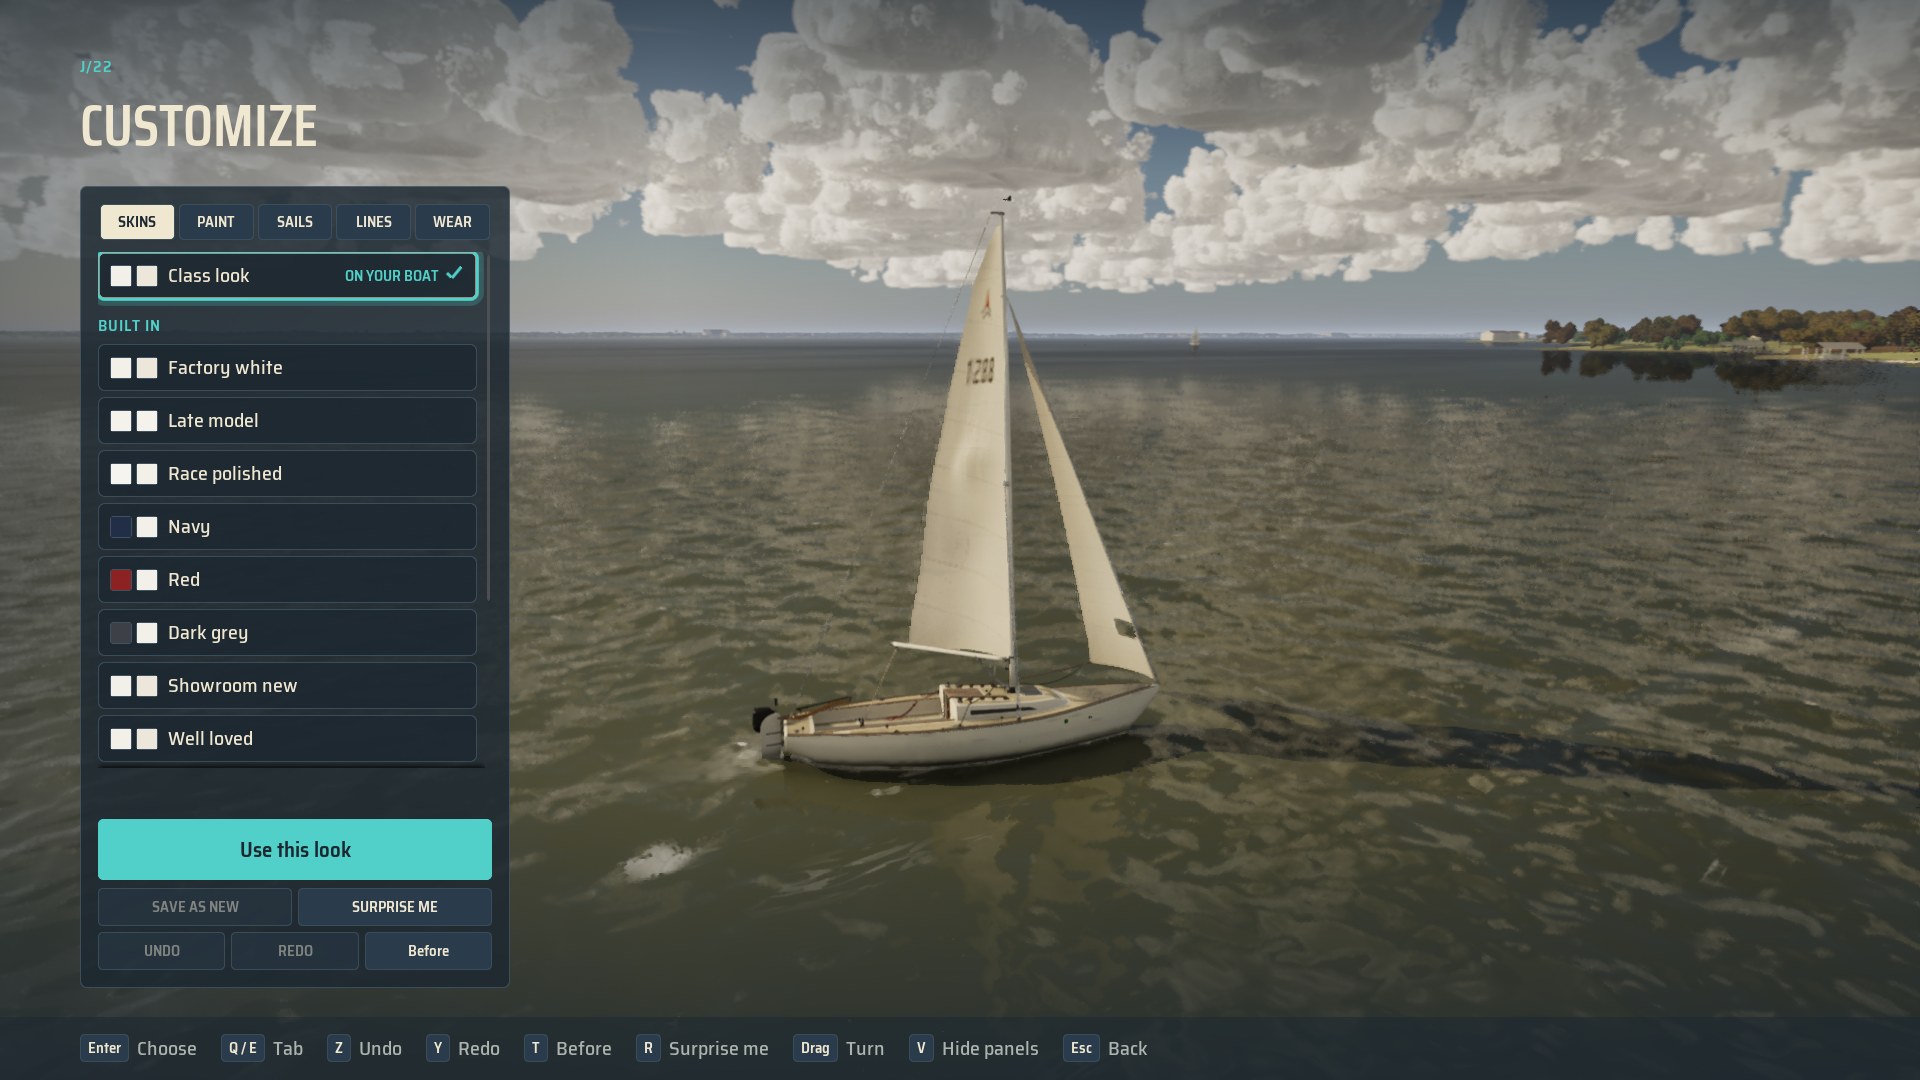 J/22
CUSTOMIZE
SKINS PAINT SAILS LINES WEAR
Class look ON YOUR BOAT
BUILT IN
Factory white
Late model
Race polished
Navy
Red
Dark grey
Showroom new
Well loved
Use this look
SAVE AS NEW SURPRISE ME
UNDO REDO Before
Enter Choose Q/E Tab Z Undo Y Redo T Before R Surprise me Drag Turn V Hide panels Esc Back